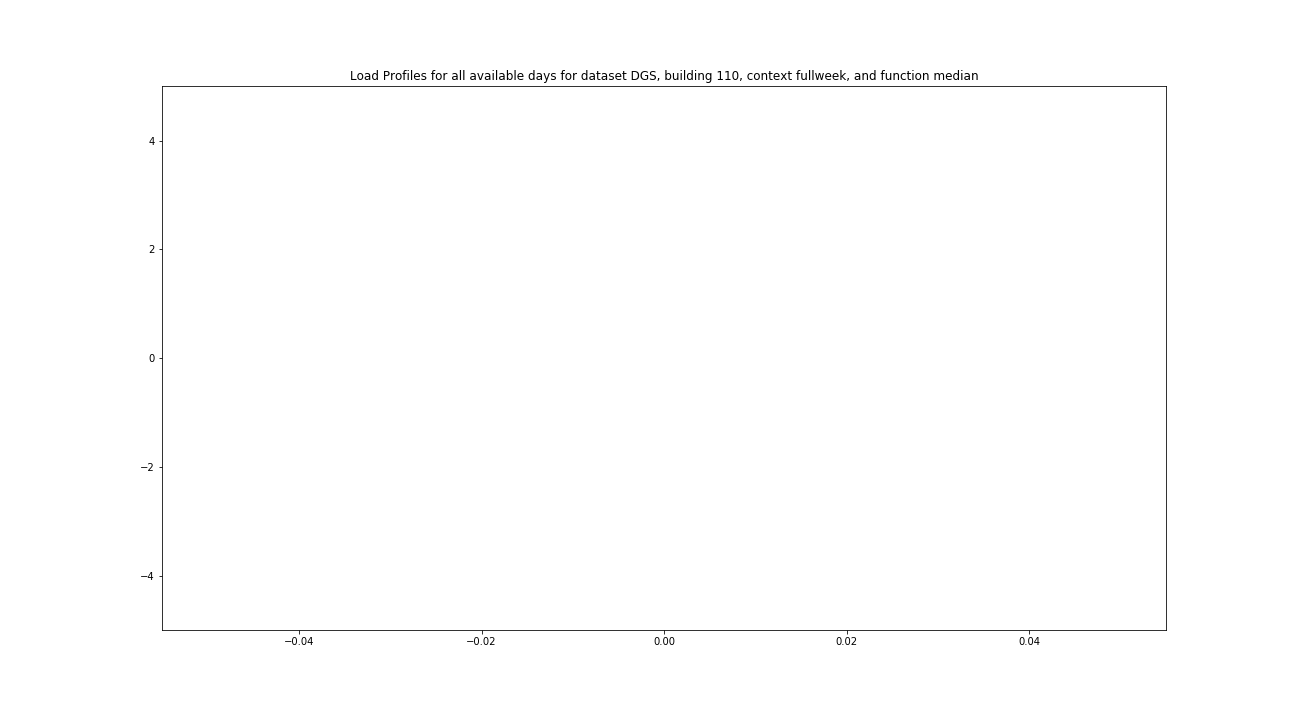 Load Profiles for all available days for dataset DGS, building 110, context fullweek, and function median
4
2
0
−2
−4
−0.04 −0.02 0.00 0.02 0.04